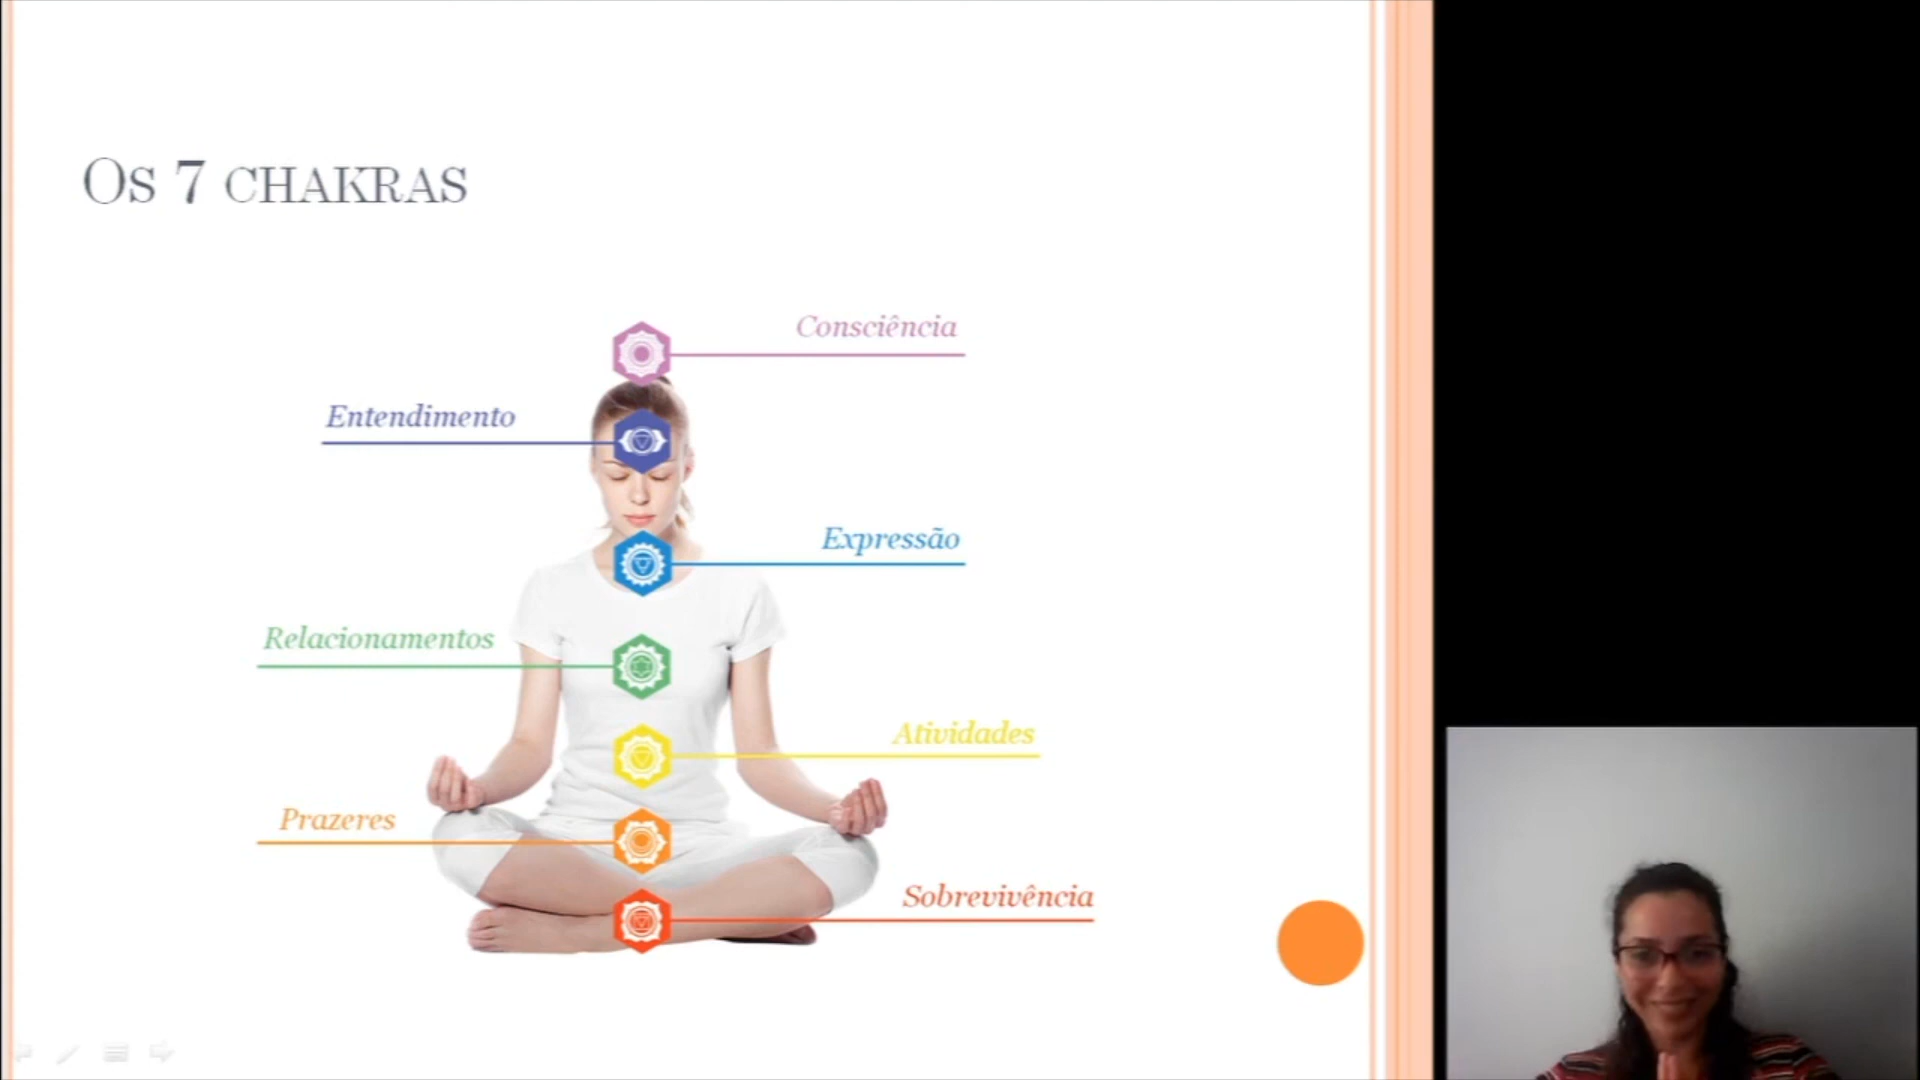 Os 7 chakras
Consciência
Entendimento
Expressão
Relacionamentos
Atividades
Prazeres
Sobrevivência